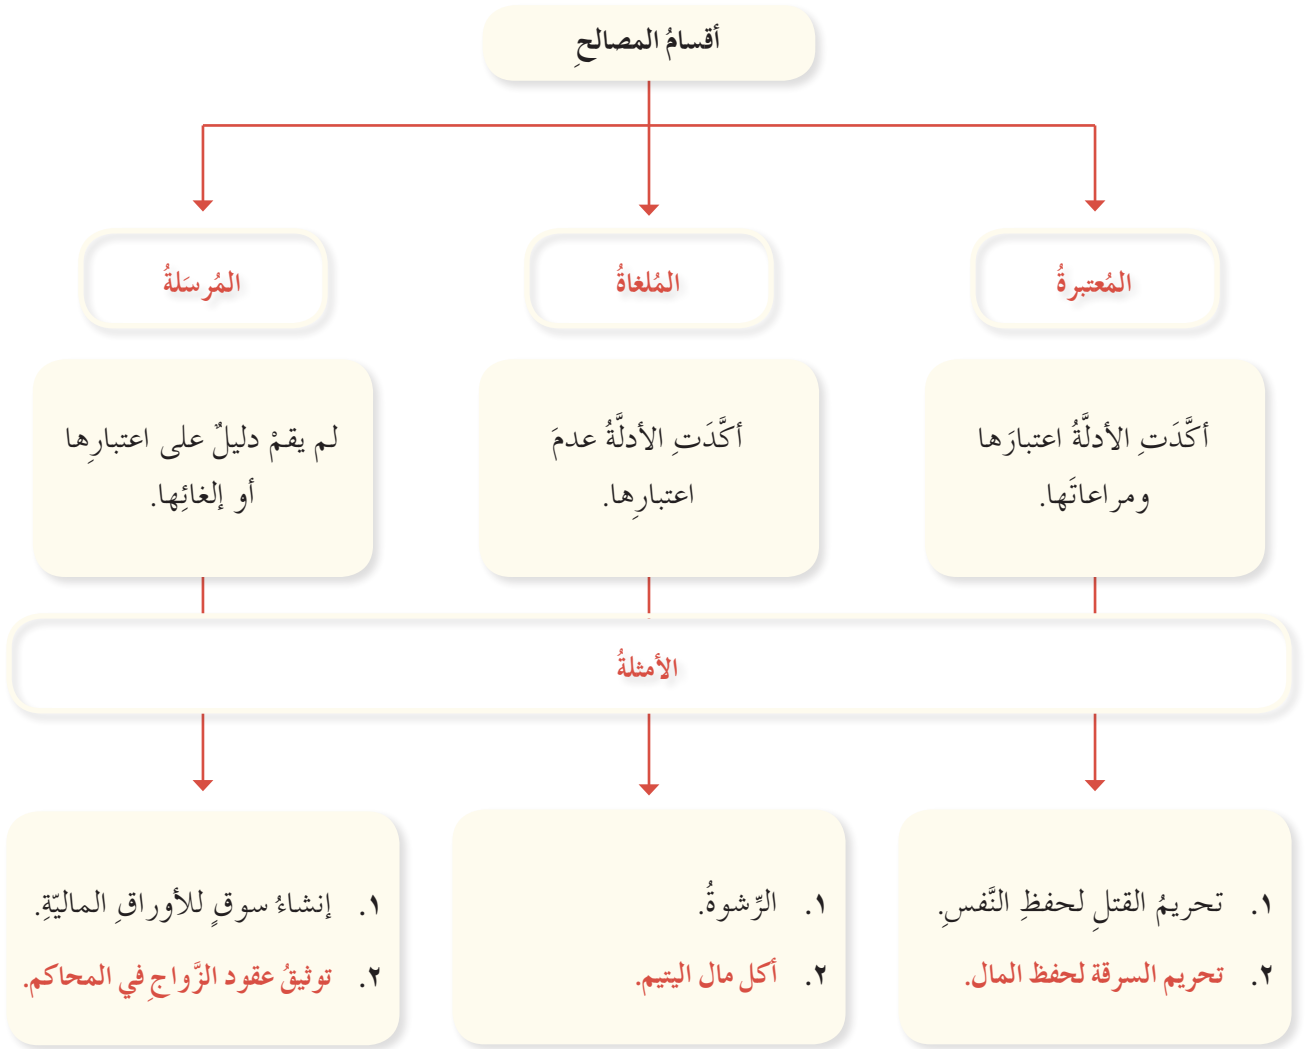 أقسامُ المصالحِ
المُعتبرةُ
المُلغاةُ
المُرسَلةُ
أكَّدَتِ الأدلَّةُ اعتبارَها
ومراعاتَها.
أكَّدَتِ الأدلَّةُ عدمَ
اعتبارِها.
لم يقمْ دليلٌ على اعتبارِها
أو إلغائِها.
الأمثلةُ
١. تحريمُ القتلِ لحفظِ النَّفسِ.
٢. تحريم السرقة لحفظ المال.
١. الرِّشوةُ.
٢. أكل مال اليتيم.
١. إنشاءُ سوقٍ للأوراقِ الماليّةِ.
٢. توثيقُ عقود الزَّواجِ في المحاكم.